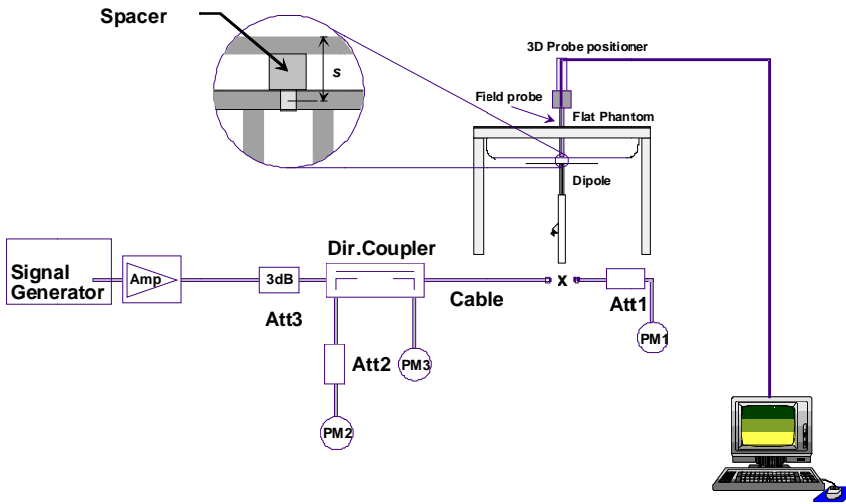 Spacer
s
3D Probe positioner
Field probe
Flat Phantom
Dipole
Signal
Generator
Amp
3dB
Att3
Dir.Coupler
Cable
x
Att1
PM1
Att2
PM3
PM2